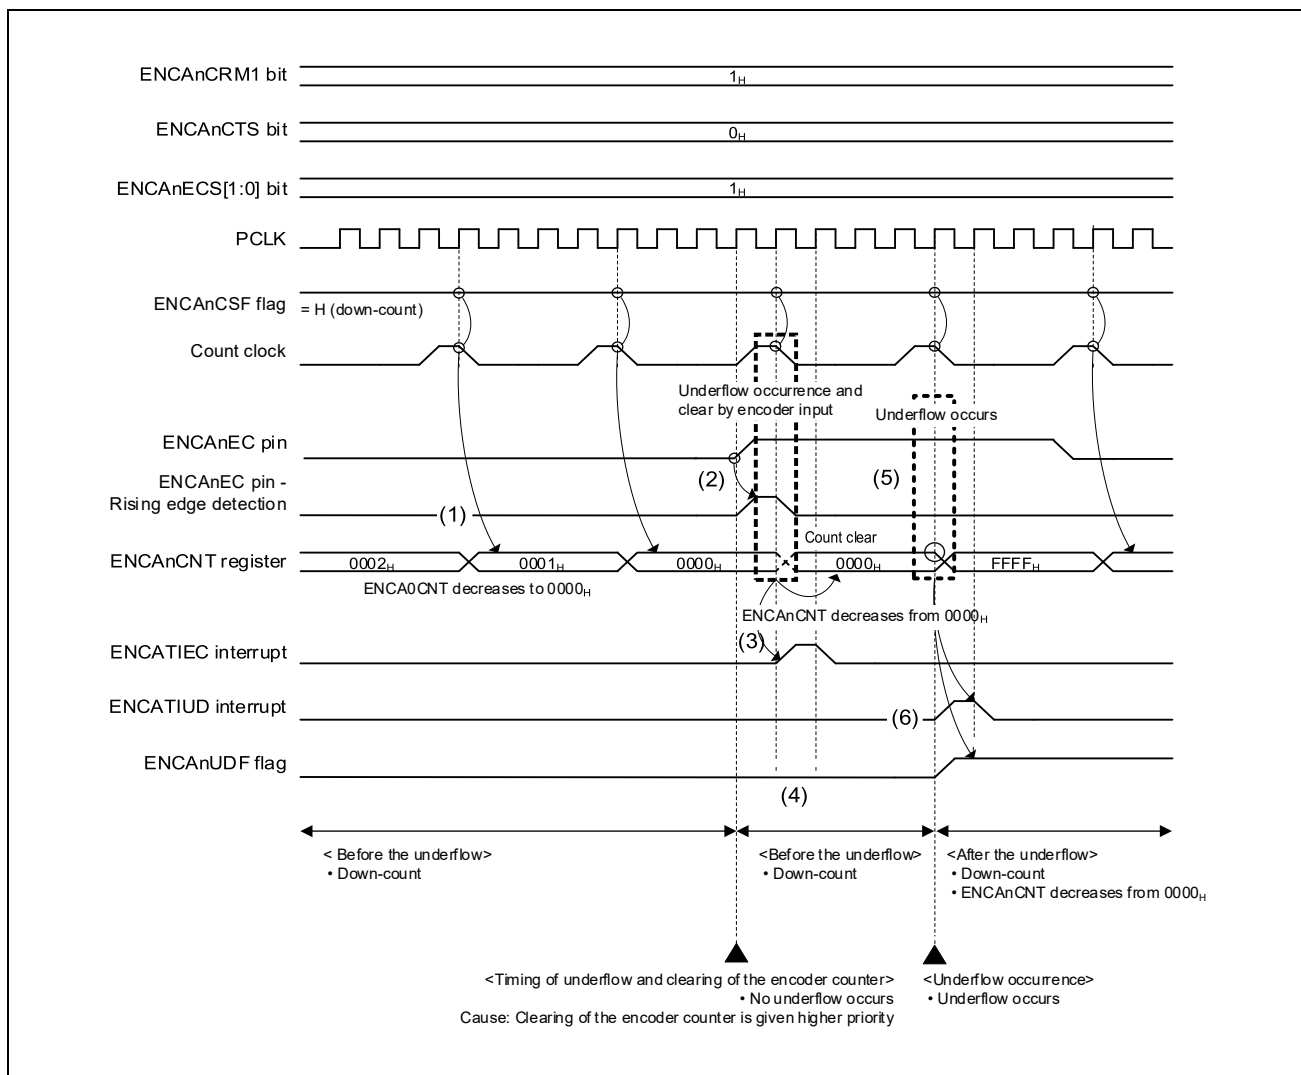 ENCAnCRM1 bit
1H
ENCAnCTS bit
0H
ENCAnECS[1:0] bit
1H
PCLK
ENCAnCSF flag
= H (down-count)
Count clock
Underflow occurrence and
clear by encoder input
Underflow occurs
ENCAnEC pin
(2)
(5)
ENCAnEC pin -
Rising edge detection
(1)
Count clear
ENCAnCNT register
0002H
0001H
0000H
0000H
FFFFH
ENCA0CNT decreases to 0000H
ENCAnCNT decreases from 0000H
(3)
ENCATIEC interrupt
ENCATIUD interrupt
(6)
ENCAnUDF flag
(4)
< Before the underflow>
• Down-count
<Before the underflow>
• Down-count
<After the underflow>
• Down-count
• ENCAnCNT decreases from 0000H
<Timing of underflow and clearing of the encoder counter>
• No underflow occurs
Cause: Clearing of the encoder counter is given higher priority
<Underflow occurrence>
• Underflow occurs